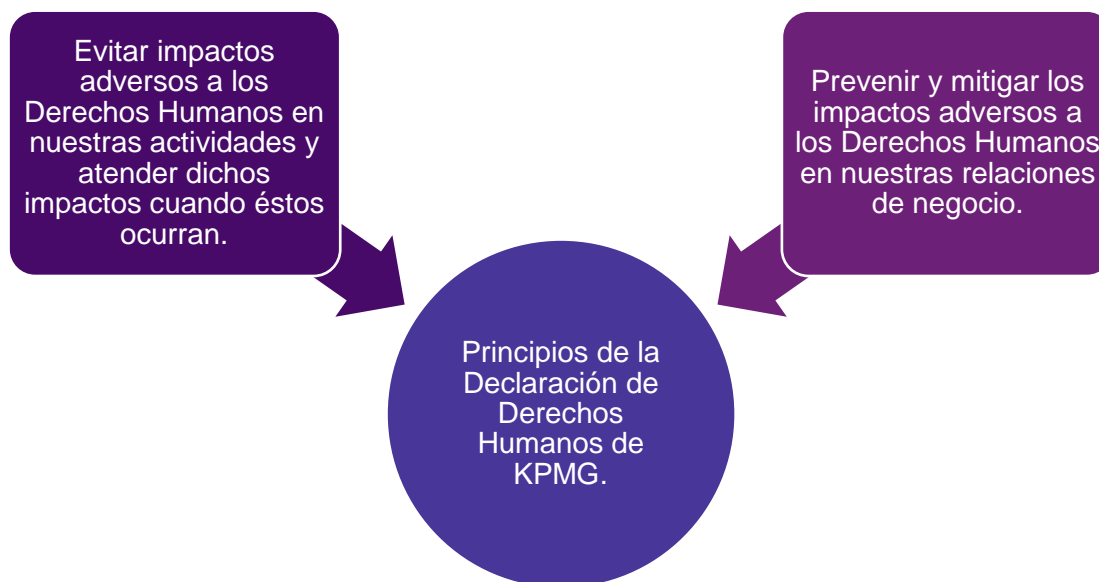 Evitar impactos
adversos a los
Derechos Humanos en
nuestras actividades y
atender dichos
impactos cuando éstos
ocurran.
Prevenir y mitigar los
impactos adversos a
los Derechos Humanos
en nuestras relaciones
de negocio.
Principios de la
Declaración de
Derechos
Humanos de
KPMG.